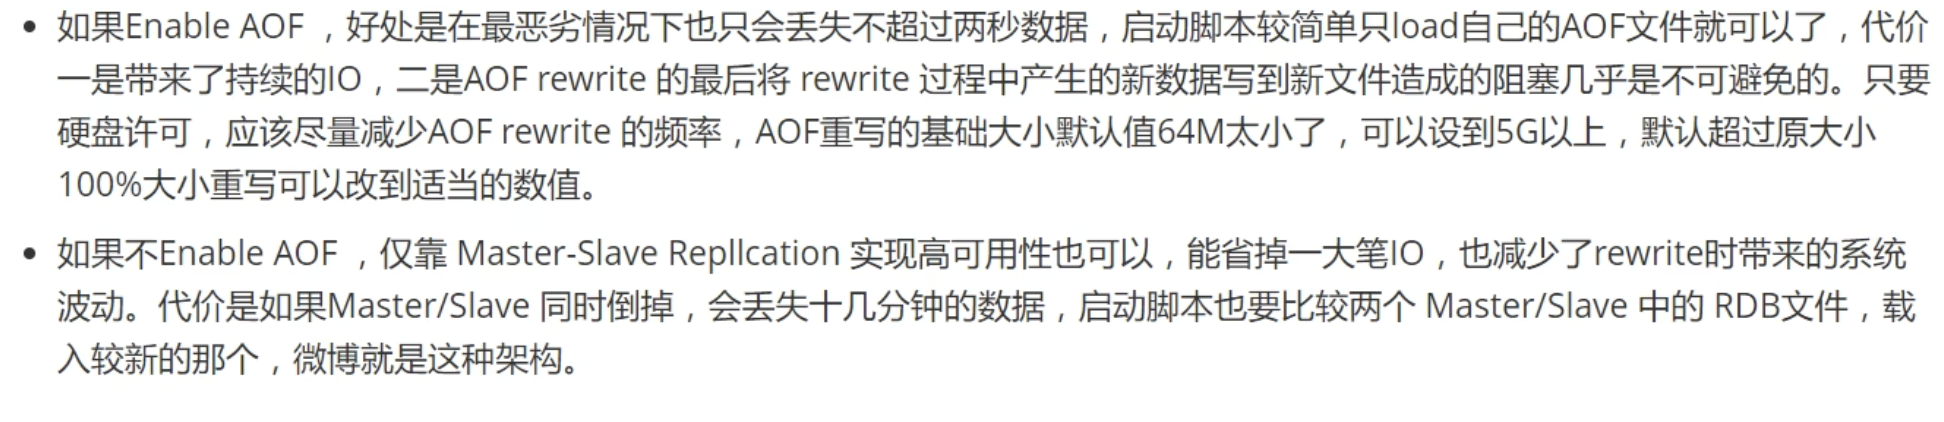 如果Enable AOF ，好处是在最恶劣情况下也只会丢失不超过两秒数据，启动脚本较简单只load自己的AOF文件就可以了，代价
一是带来了持续的IO，二是AOF rewrite 的最后将 rewrite 过程中产生的新数据写到新文件造成的阻塞几乎是不可避免的。只要
硬盘许可，应该尽量减少AOF rewrite 的频率，AOF重写的基础大小默认值64M太小了，可以设到5G以上，默认超过原大小
100%大小重写可以改到适当的数值。
如果不Enable AOF ，仅靠 Master-Slave Repllcation 实现高可用性也可以，能省掉一大笔IO，也减少了rewrite时带来的系统
波动。代价是如果Master/Slave 同时倒掉，会丢失十几分钟的数据，启动脚本也要比较两个 Master/Slave 中的 RDB文件，载
入较新的那个，微博就是这种架构。